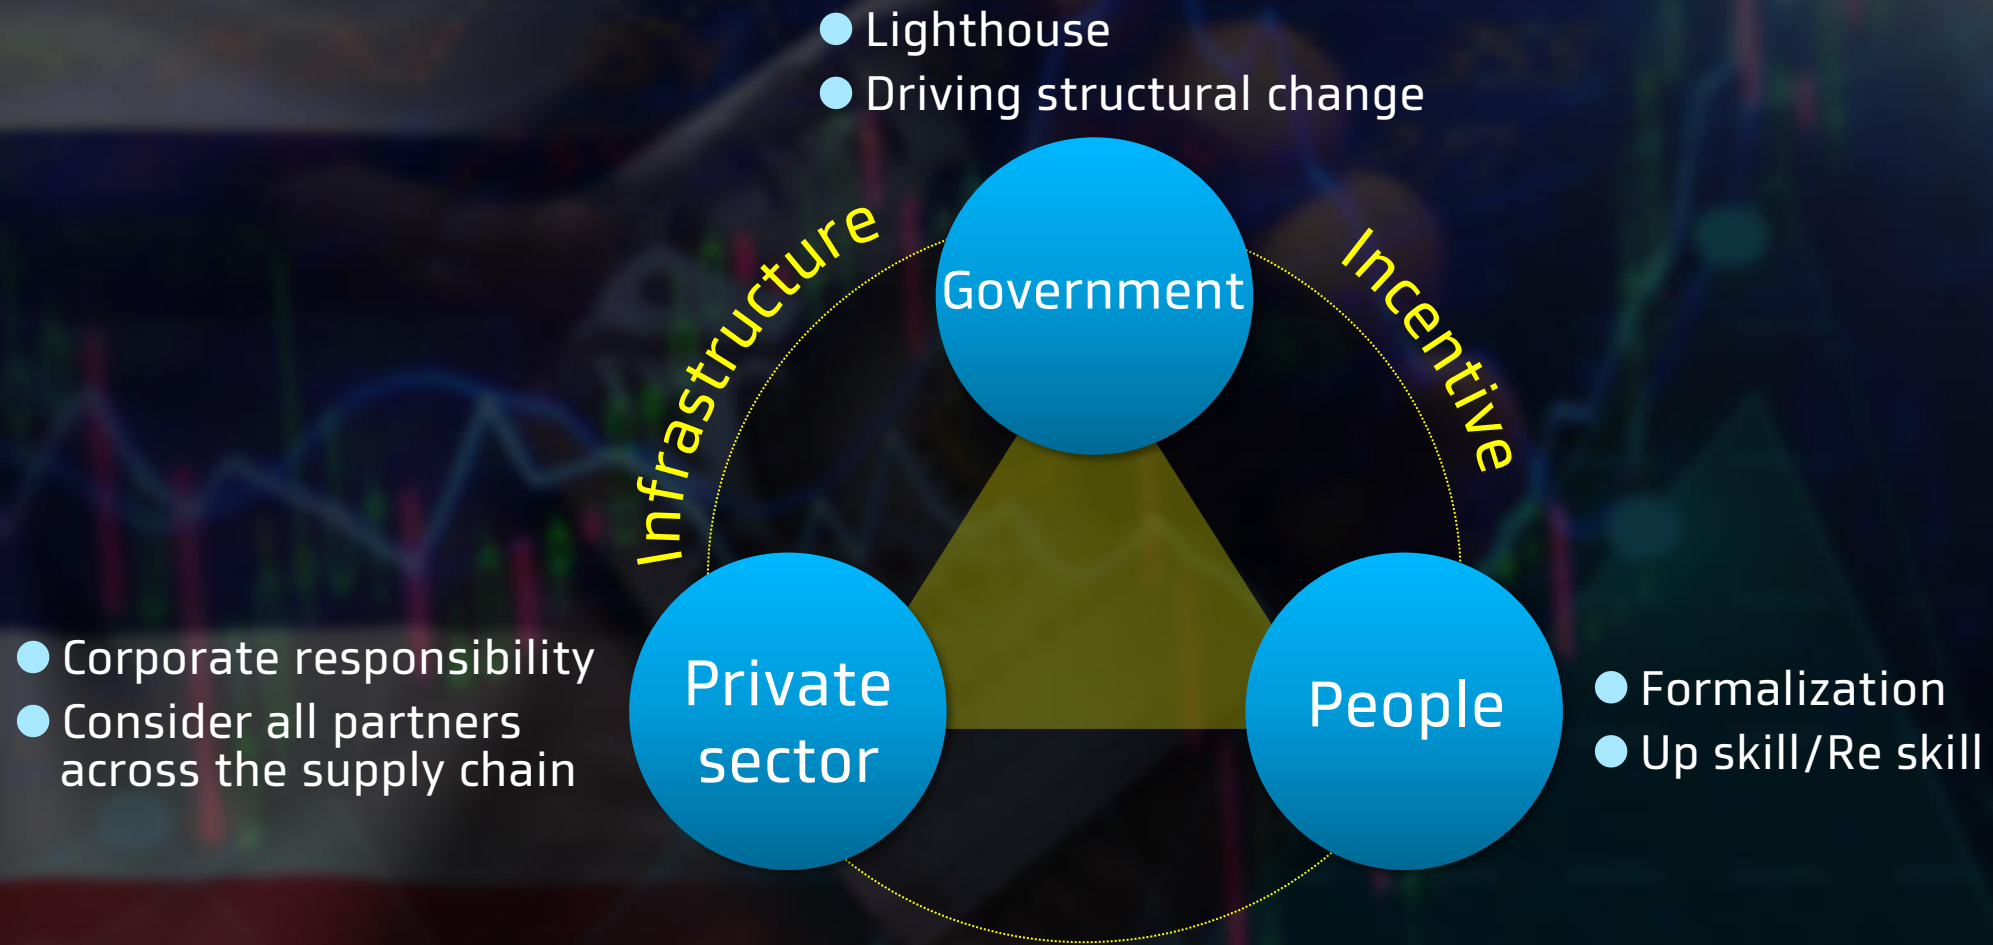 Lighthouse
Driving structural change
Infrastructure
Incentive
Government
Corporate responsibility
Consider all partners
across the supply chain
Private
sector
People
Formalization
Up skill/Re skill